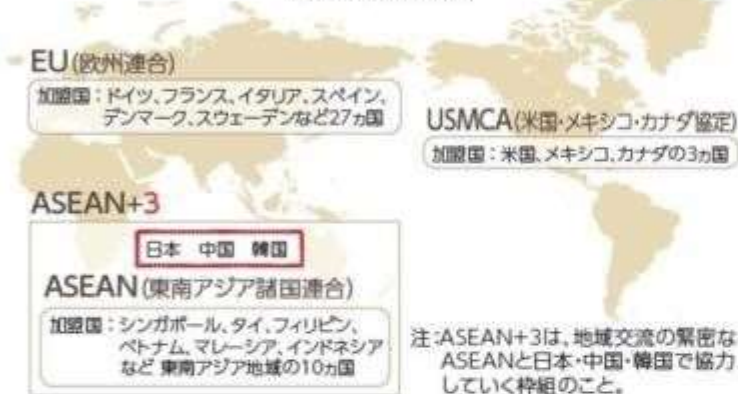 EU(欧州連合)
加盟国：ドイツ、フランス、イタリア、スペイン、
デンマーク、スウェーデンなど27ヵ国
USMCA(米国・メキシコ・カナダ協定)
加盟国：米国、メキシコ、カナダの3ヵ国
ASEAN+3
日本 中国 韓国
ASEAN(東南アジア諸国連合)
加盟国：シンガポール、タイ、フィリピン、
ベトナム、マレーシア、インドネシア
など 東南アジア地域の10ヵ国
注:ASEAN+3は、地域交流の緊密な
ASEANと日本・中国・韓国で協力
していく枠組のこと。